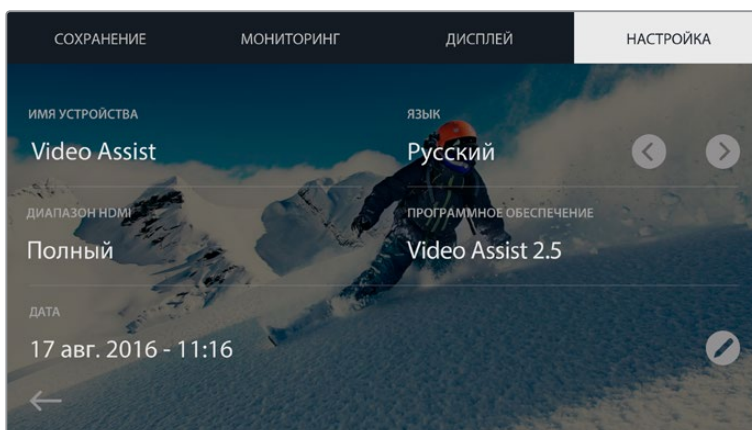 СОХРАНЕНИЕ МОНИТОРИНГ ДИСПЛЕЙ НАСТРОЙКА
ИМЯ УСТРОЙСТВА ЯЗЫК
Video Assist Русский
ДИАПАЗОН HDMI ПРОГРАММНОЕ ОБЕСПЕЧЕНИЕ
Полный Video Assist 2.5
ДАТА
17 авг. 2016 - 11:16